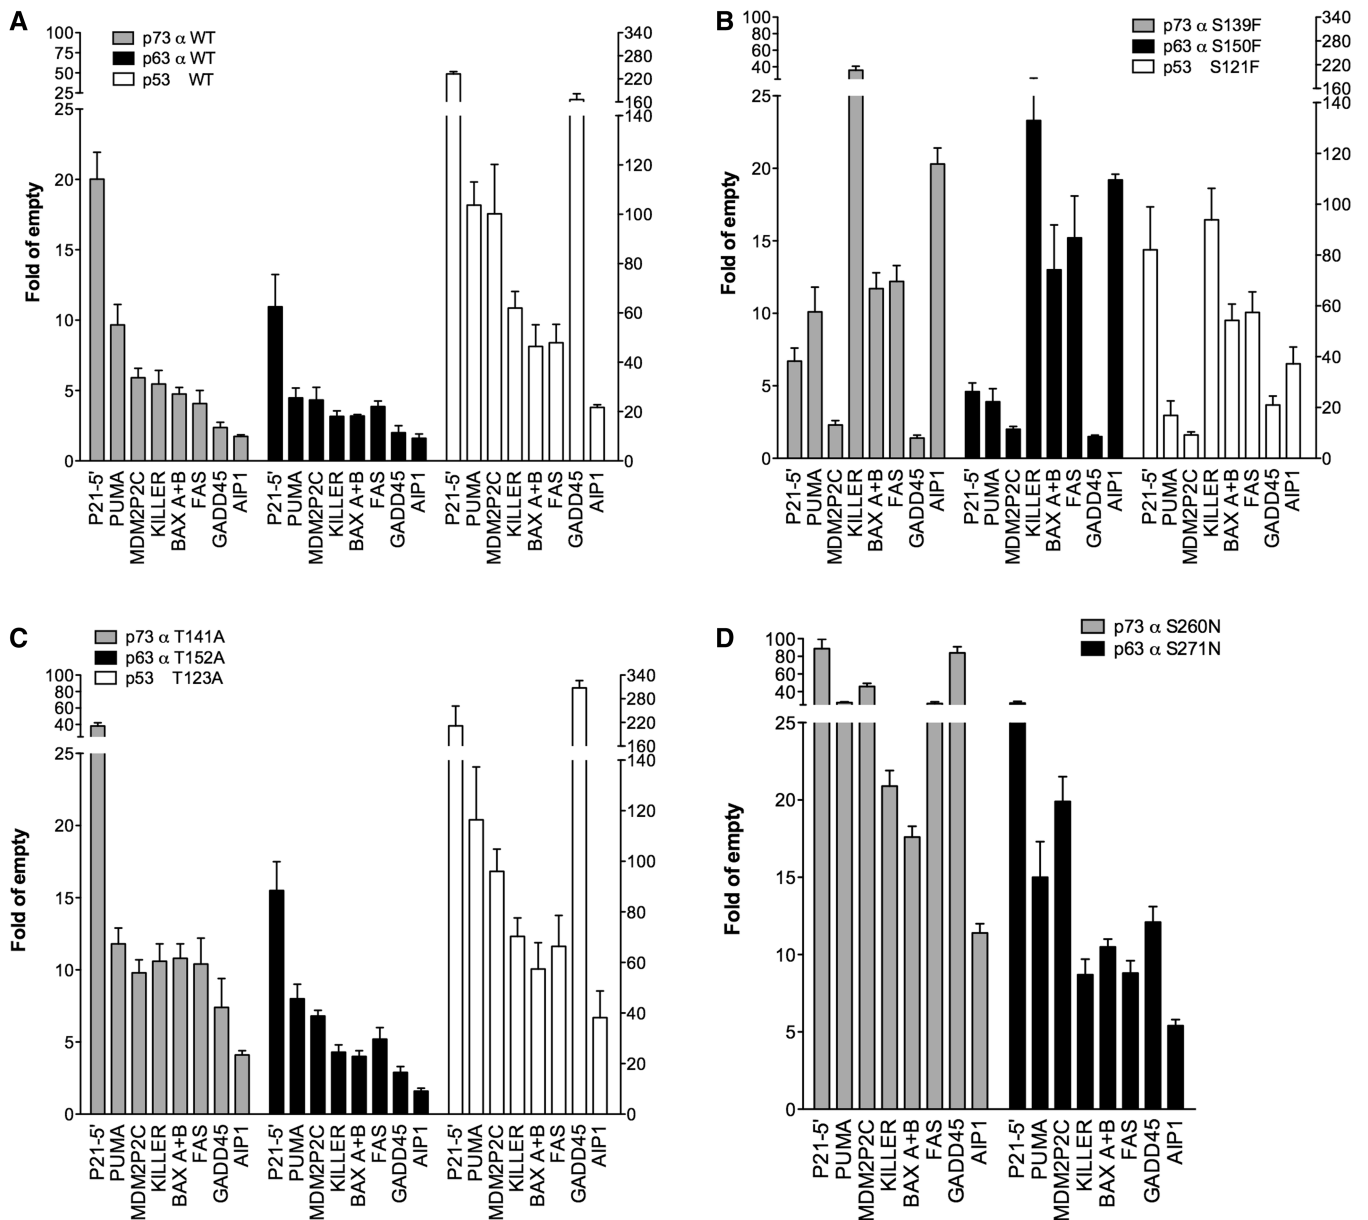 A
p73 α WT
p63 α WT
p53 WT
Fold of empty
100
75
50
25
25
20
15
10
5
0
340
280
220
160
140
120
100
80
60
40
20
0
P21-5'
PUMA
MDM2P2C
KILLER
BAX A+B
FAS
GADD45
AIP1
P21-5'
PUMA
MDM2P2C
KILLER
BAX A+B
FAS
GADD45
AIP1
P21-5'
PUMA
MDM2P2C
KILLER
BAX A+B
FAS
GADD45
AIP1
B
p73 α S139F
p63 α S150F
p53 S121F
Fold of empty
100
80
60
40
25
20
15
10
5
0
340
280
220
160
140
120
100
80
60
40
20
0
P21-5'
PUMA
MDM2P2C
KILLER
BAX A+B
FAS
GADD45
AIP1
P21-5'
PUMA
MDM2P2C
KILLER
BAX A+B
FAS
GADD45
AIP1
P21-5'
PUMA
MDM2P2C
KILLER
BAX A+B
FAS
GADD45
AIP1
C
p73 α T141A
p63 α T152A
p53 T123A
Fold of empty
100
80
60
40
25
20
15
10
5
0
340
280
220
160
140
120
100
80
60
40
20
0
P21-5'
PUMA
MDM2P2C
KILLER
BAX A+B
FAS
GADD45
AIP1
P21-5'
PUMA
MDM2P2C
KILLER
BAX A+B
FAS
GADD45
AIP1
P21-5'
PUMA
MDM2P2C
KILLER
BAX A+B
FAS
GADD45
AIP1
D
p73 α S260N
p63 α S271N
Fold of empty
100
80
60
40
25
20
15
10
5
0
P21-5'
PUMA
MDM2P2C
KILLER
BAX A+B
FAS
GADD45
AIP1
P21-5'
PUMA
MDM2P2C
KILLER
BAX A+B
FAS
GADD45
AIP1